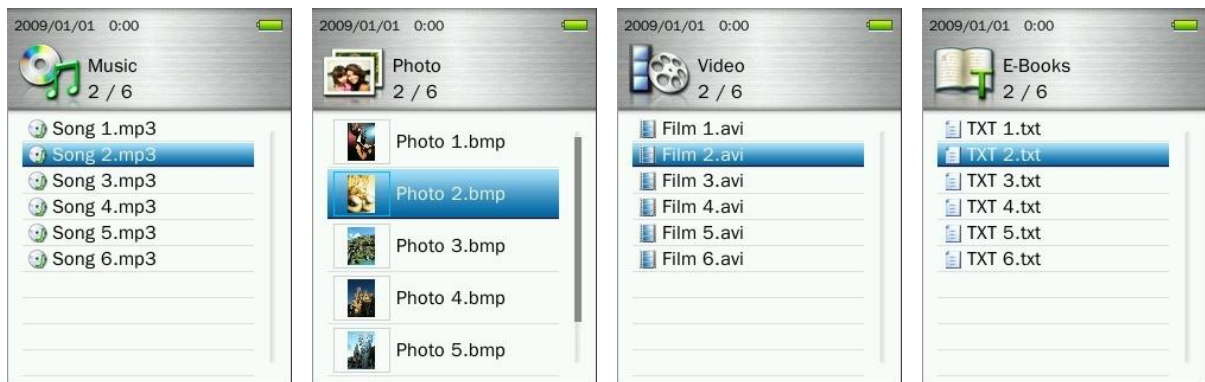 2009/01/01 0:00
Music
2 / 6
Song 1.mp3
Song 2.mp3
Song 3.mp3
Song 4.mp3
Song 5.mp3
Song 6.mp3
2009/01/01 0:00
Photo
2 / 6
Photo 1.bmp
Photo 2.bmp
Photo 3.bmp
Photo 4.bmp
Photo 5.bmp
2009/01/01 0:00
Video
2 / 6
Film 1.avi
Film 2.avi
Film 3.avi
Film 4.avi
Film 5.avi
Film 6.avi
2009/01/01 0:00
E-Books
2 / 6
TXT 1.txt
TXT 2.txt
TXT 3.txt
TXT 4.txt
TXT 5.txt
TXT 6.txt